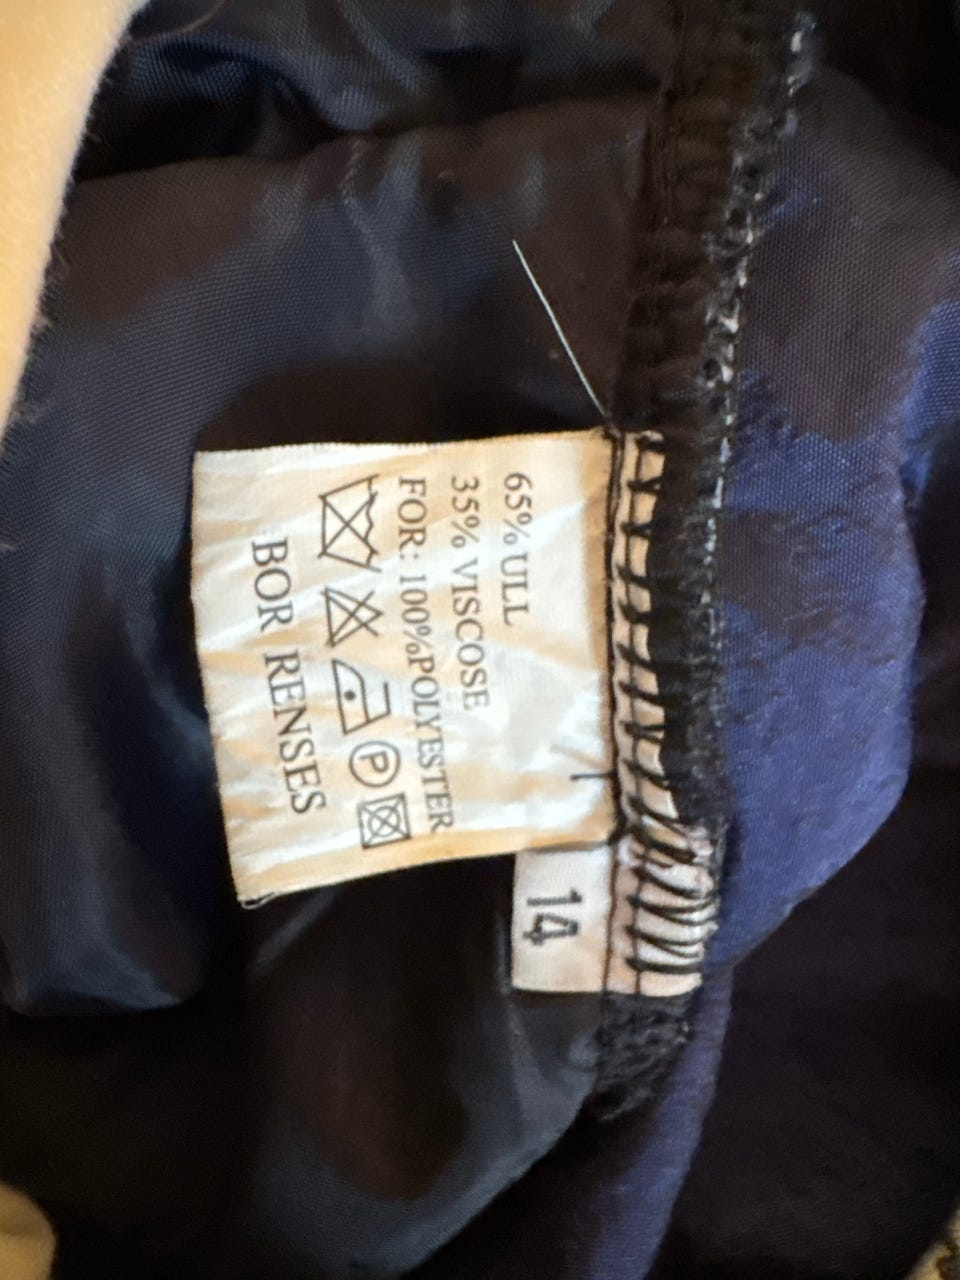 65% ULL
35% VISCOSE
FOR: 100%POLYESTER
P
BOR RENSES
14